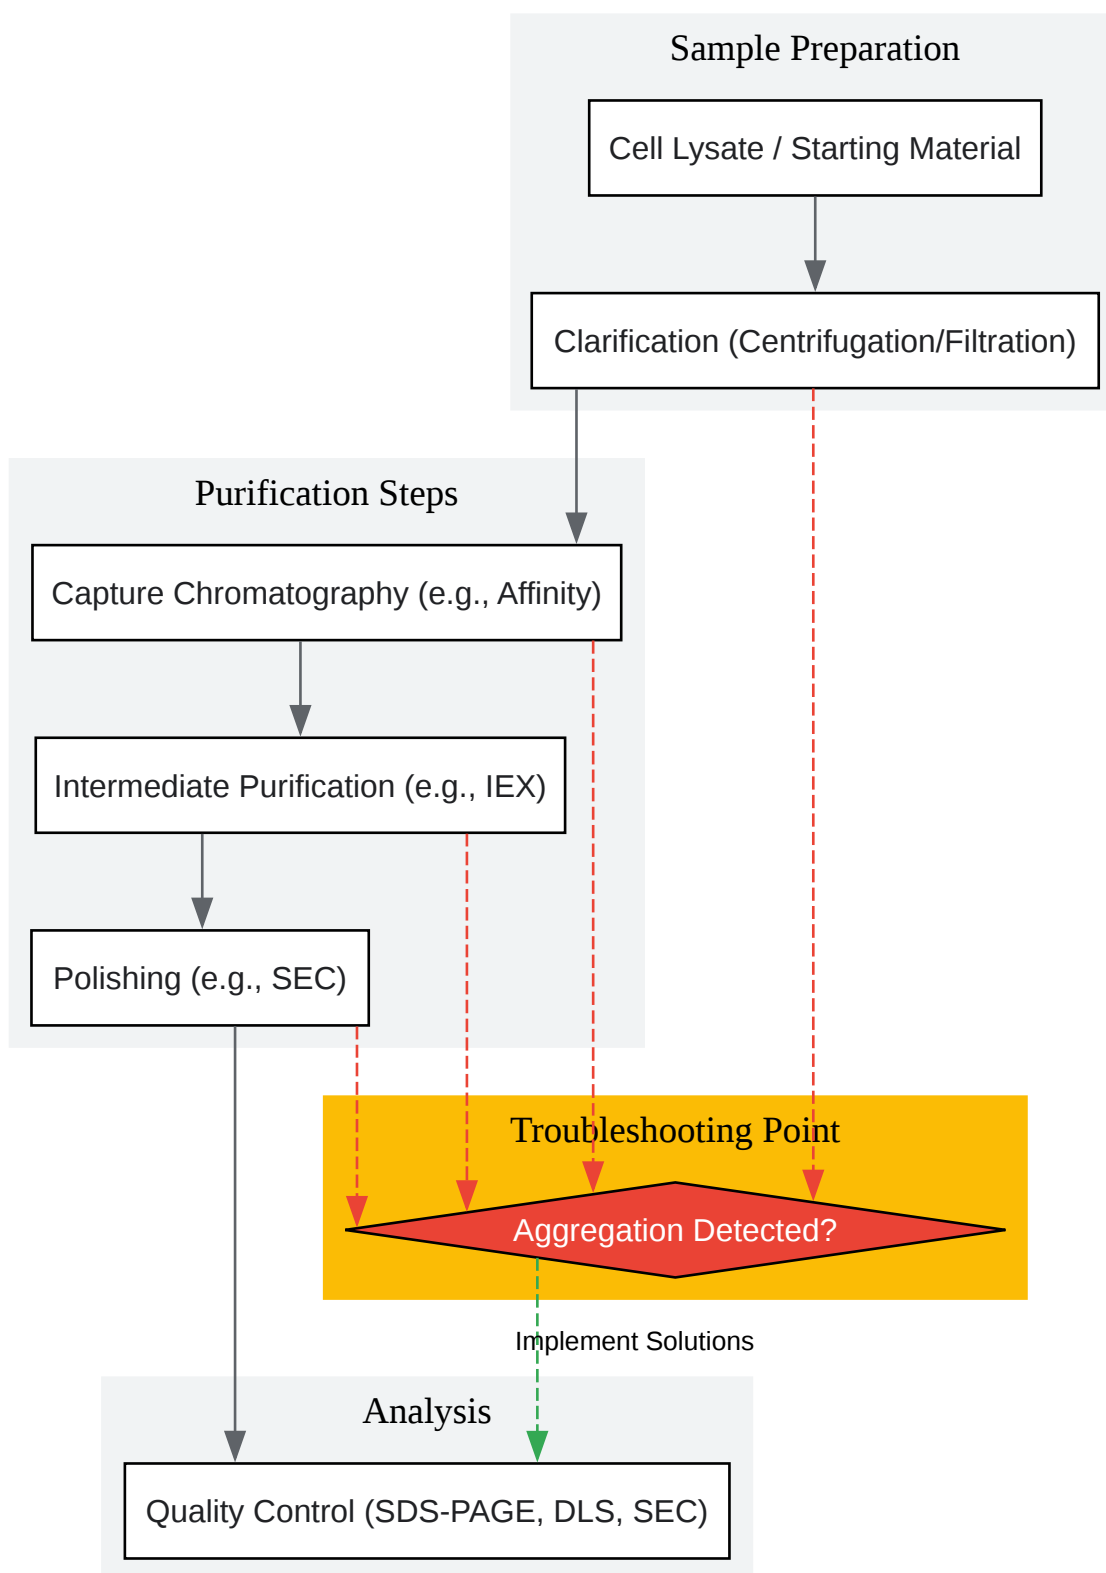 Sample Preparation
Cell Lysate / Starting Material
Clarification (Centrifugation/Filtration)
Purification Steps
Capture Chromatography (e.g., Affinity)
Intermediate Purification (e.g., IEX)
Polishing (e.g., SEC)
Troubleshooting Point
Aggregation Detected?
Implement Solutions
Analysis
Quality Control (SDS-PAGE, DLS, SEC)